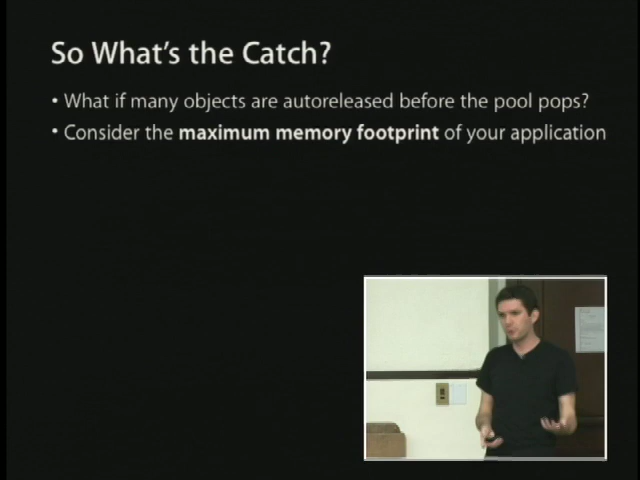 So What's the Catch?
• What if many objects are autoreleased before the pool pops?
• Consider the maximum memory footprint of your application